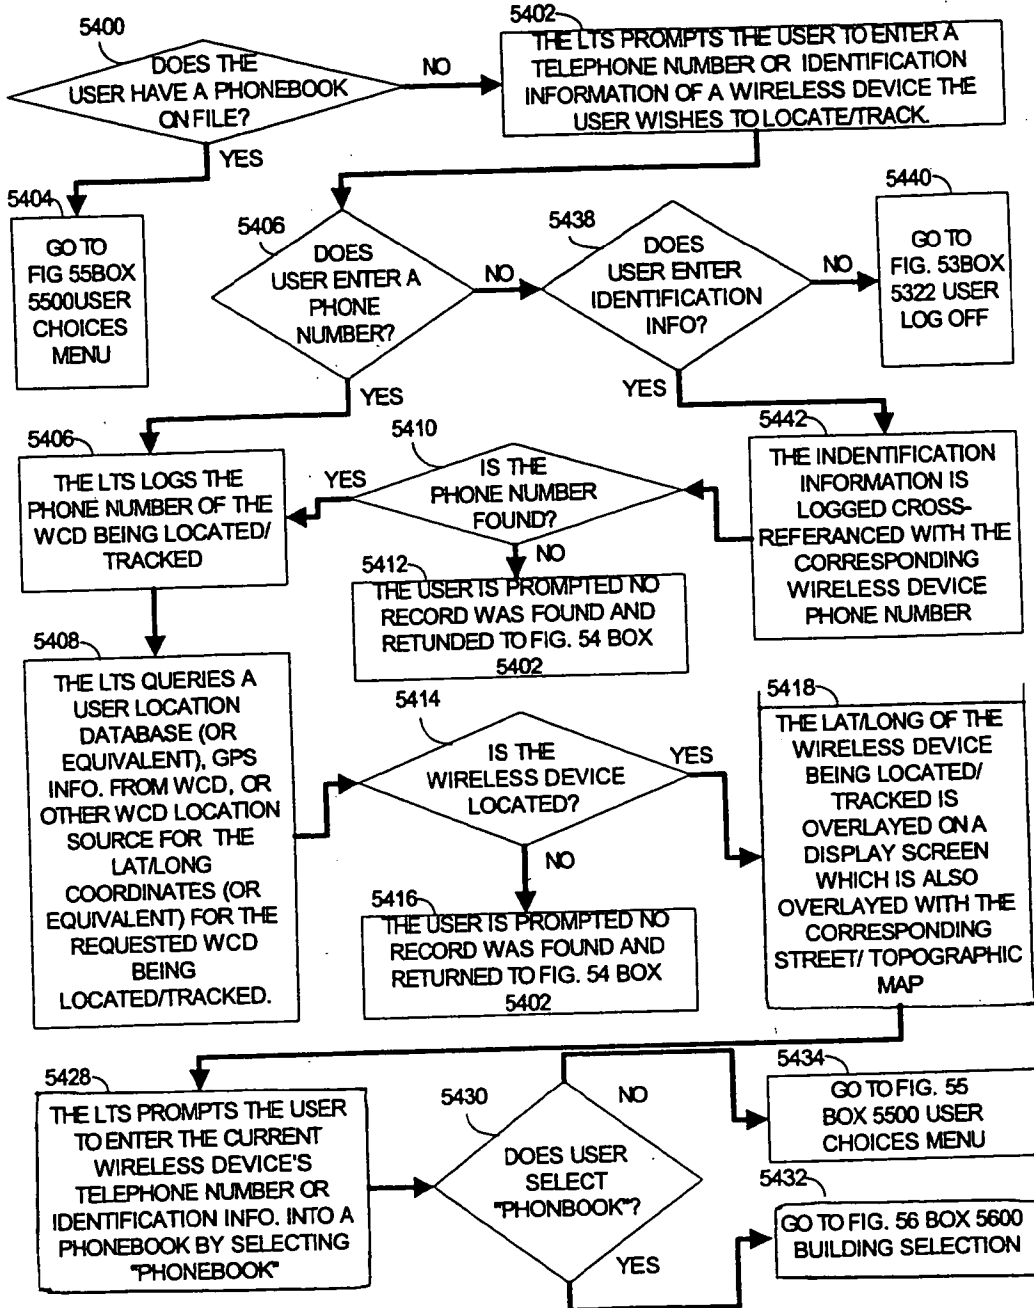 5400
DOES THE
USER HAVE A PHONEBOOK
ON FILE?
NO
YES
5402
THE LTS PROMPTS THE USER TO ENTER A
TELEPHONE NUMBER OR IDENTIFICATION
INFORMATION OF A WIRELESS DEVICE THE
USER WISHES TO LOCATE/TRACK.
5404
GO TO
FIG 55BOX
5500USER
CHOICES
MENU
5406
DOES
USER ENTER A
PHONE
NUMBER?
NO
YES
5438
DOES
USER ENTER
IDENTIFICATION
INFO?
NO
YES
5440
GO TO
FIG. 53BOX
5322 USER
LOG OFF
5406
THE LTS LOGS THE
PHONE NUMBER OF THE
WCD BEING LOCATED/
TRACKED
5410
IS THE
PHONE NUMBER
FOUND?
YES
NO
5442
THE INDENTIFICATION
INFORMATION IS
LOGGED CROSS-
REFERANCED WITH THE
CORRESPONDING
WIRELESS DEVICE
PHONE NUMBER
5412
THE USER IS PROMPTED NO
RECORD WAS FOUND AND
RETUNDED TO FIG. 54 BOX
5402
5408
THE LTS QUERIES A
USER LOCATION
DATABASE (OR
EQUIVALENT), GPS
INFO. FROM WCD, OR
OTHER WCD LOCATION
SOURCE FOR THE
LAT/LONG
COORDINATES (OR
EQUIVALENT) FOR THE
REQUESTED WCD
BEING
LOCATED/TRACKED.
5414
IS THE
WIRELESS DEVICE
LOCATED?
YES
NO
5418
THE LAT/LONG OF THE
WIRELESS DEVICE
BEING LOCATED/
TRACKED IS
OVERLAYED ON A
DISPLAY SCREEN
WHICH IS ALSO
OVERLAYED WITH THE
CORRESPONDING
STREET/ TOPOGRAPHIC
MAP
5416
THE USER IS PROMPTED NO
RECORD WAS FOUND AND
RETURNED TO FIG. 54 BOX
5402
5428
THE LTS PROMPTS THE USER
TO ENTER THE CURRENT
WIRELESS DEVICE'S
TELEPHONE NUMBER OR
IDENTIFICATION INFO. INTO A
PHONEBOOK BY SELECTING
"PHONEBOOK"
5430
DOES USER
SELECT
"PHONBOOK"?
NO
YES
5434
GO TO FIG. 55
BOX 5500 USER
CHOICES MENU
5432
GO TO FIG. 56 BOX 5600
BUILDING SELECTION